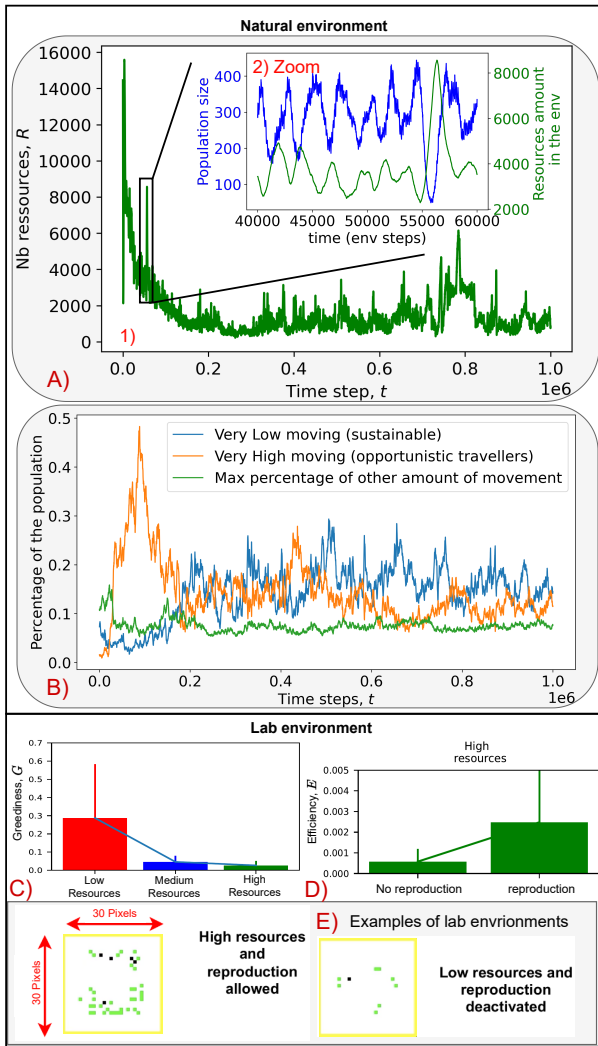 Natural environment
16000
14000
12000
10000
8000
6000
4000
2000
0
Nb ressources, R
2) Zoom
400
300
200
100
Population size
8000
6000
4000
2000
Resources amount
in the env
40000 45000 50000 55000 60000
time (env steps)
1)
0.0 0.2 0.4 0.6 0.8 1.0
1e6
Time step, t
A)
0.5
0.4
0.3
0.2
0.1
0.0
Percentage of the population
Very Low moving (sustainable)
Very High moving (opportunistic travellers)
Max percentage of other amount of movement
0.0 0.2 0.4 0.6 0.8 1.0
1e6
Time steps, t
B)
Lab environment
0.7
0.6
0.5
0.4
0.3
0.2
0.1
0.0
Greediness, G
Low Resources
Medium Resources
High Resources
C)
High
resources
0.005
0.004
0.003
0.002
0.001
0.000
Efficiency, E
No reproduction reproduction
D)
30 Pixels
30 Pixels
High resources
and
reproduction
allowed
E) Examples of lab envrionments
Low resources and
reproduction
deactivated